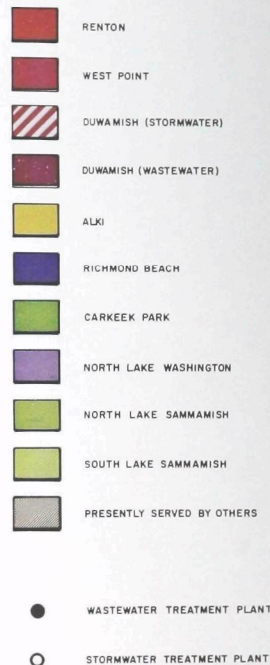 RENTON
WEST POINT
DUWAMISH (STORMWATER)
DUWAMISH (WASTEWATER)
ALKI
RICHMOND BEACH
CARKEEK PARK
NORTH LAKE WASHINGTON
NORTH LAKE SAMMAMISH
SOUTH LAKE SAMMAMISH
PRESENTLY SERVED BY OTHERS
WASTEWATER TREATMENT PLANT
STORMWATER TREATMENT PLANT